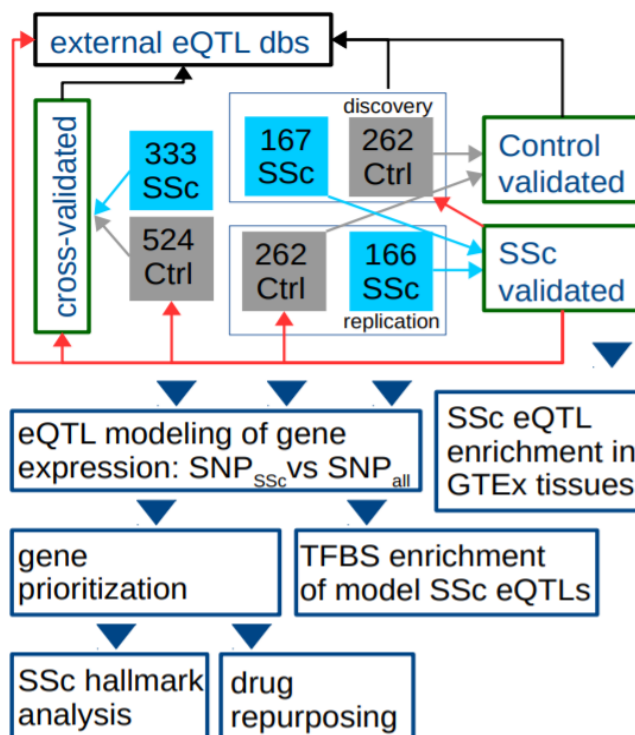 external eQTL dbs
cross-validated
333
SSc
524
Ctrl
discovery
167
SSc
262
Ctrl
262
Ctrl
166
SSc
replication
Control
validated
SSc
validated
eQTL modeling of gene
expression: SNPSSc vs SNPall
SSc eQTL
enrichment in
GTEx tissues
gene
prioritization
TFBS enrichment
of model SSc eQTLs
SSc hallmark
analysis
drug
repurposing